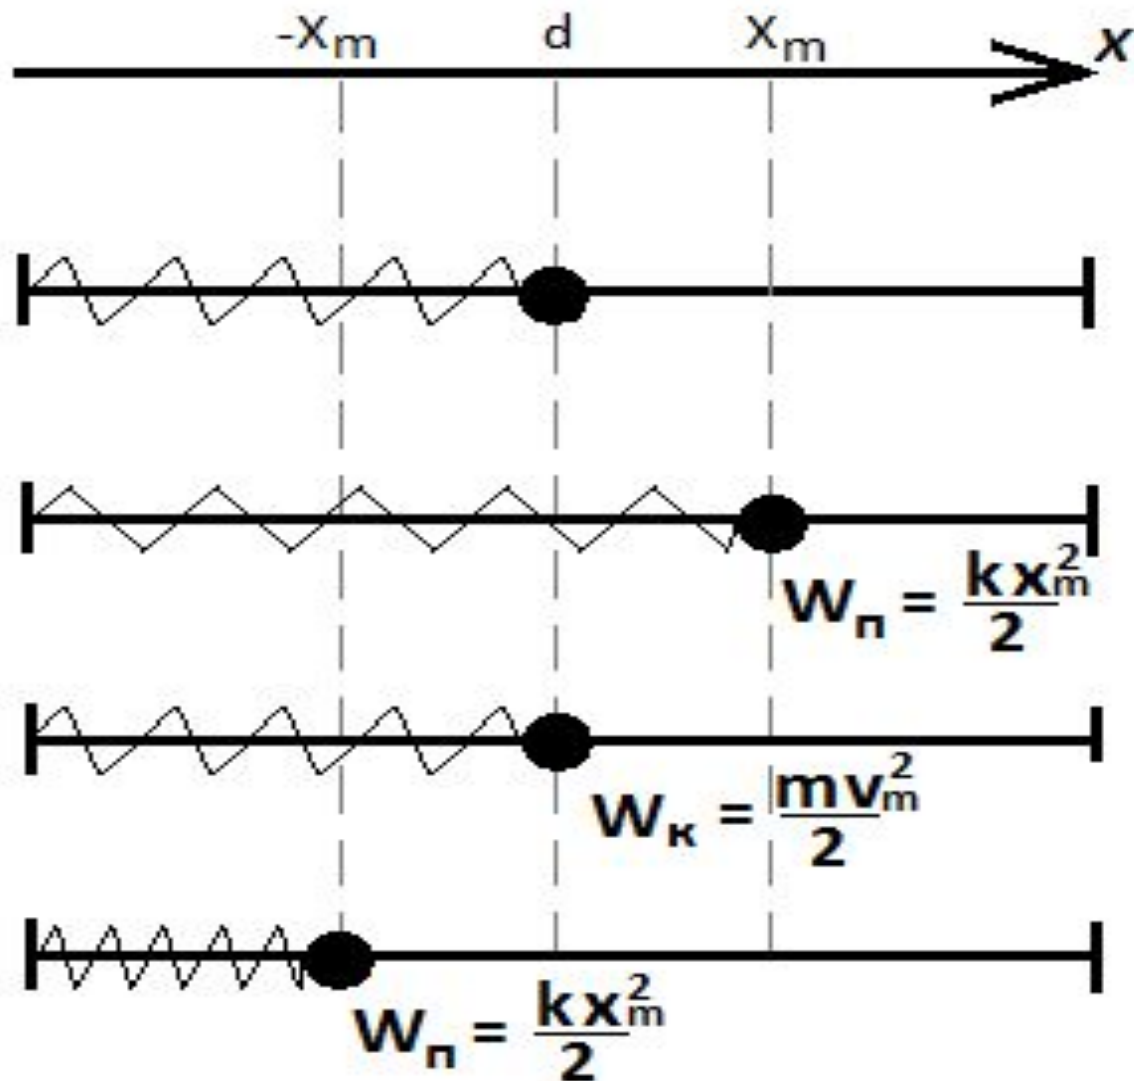 -Xm d Xm x
Wп = kx²m/2
Wк = mv²m/2
Wп = kx²m/2